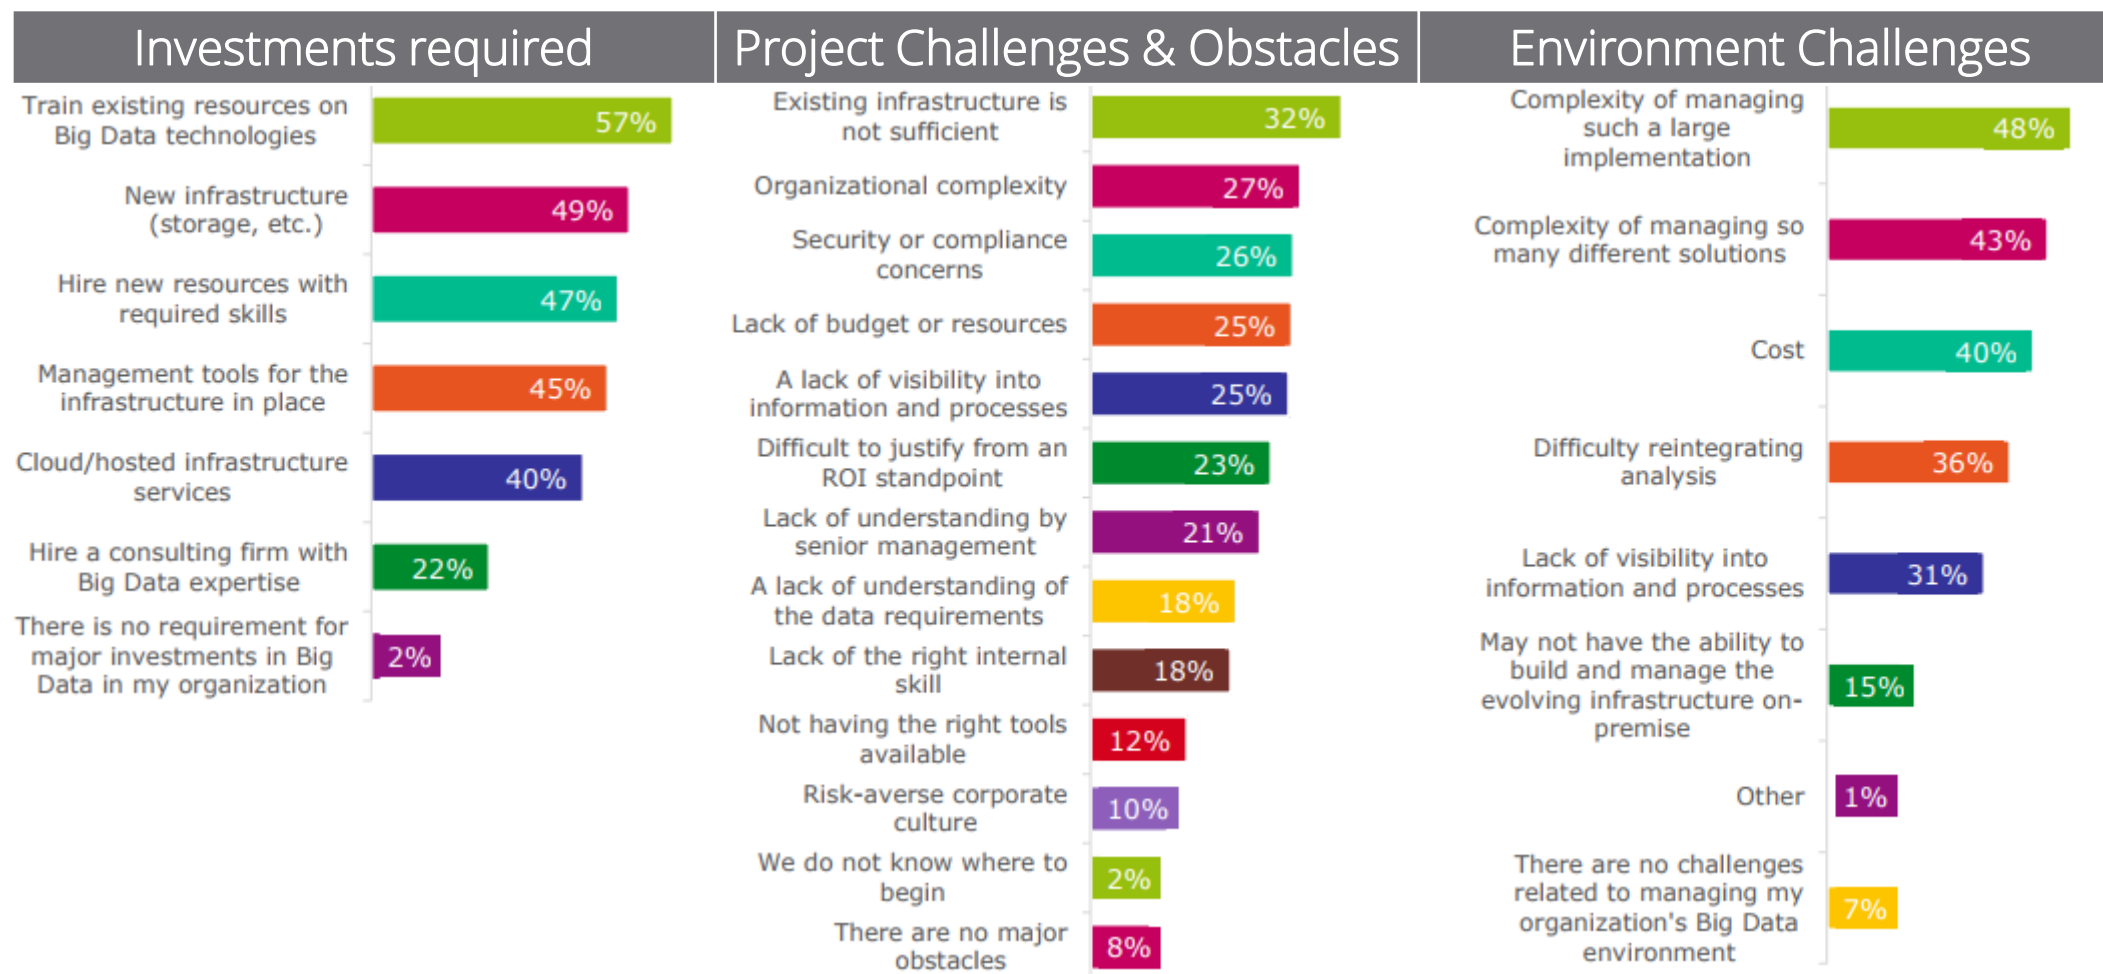 Investments required
Train existing resources on
Big Data technologies
57%
New infrastructure
(storage, etc.)
49%
Hire new resources with
required skills
47%
Management tools for the
infrastructure in place
45%
Cloud/hosted infrastructure
services
40%
Hire a consulting firm with
Big Data expertise
22%
There is no requirement for
major investments in Big
Data in my organization
2%
Project Challenges & Obstacles
Existing infrastructure is
not sufficient
32%
Organizational complexity
27%
Security or compliance
concerns
26%
Lack of budget or resources
25%
A lack of visibility into
information and processes
25%
Difficult to justify from an
ROI standpoint
23%
Lack of understanding by
senior management
21%
A lack of understanding of
the data requirements
18%
Lack of the right internal
skill
18%
Not having the right tools
available
12%
Risk-averse corporate
culture
10%
We do not know where to
begin
2%
There are no major
obstacles
8%
Environment Challenges
Complexity of managing
such a large
implementation
48%
Complexity of managing so
many different solutions
43%
Cost
40%
Difficulty reintegrating
analysis
36%
Lack of visibility into
information and processes
31%
May not have the ability to
build and manage the
evolving infrastructure on-
premise
15%
Other
1%
There are no challenges
related to managing my
organization's Big Data
environment
7%